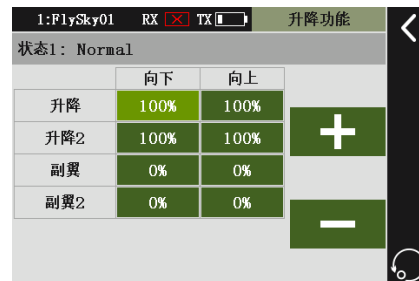 1:FlySky01 RX TX 升降功能
状态1: Normal
向下 向上
升降 100% 100%
升降2 100% 100%
副翼 0% 0%
副翼2 0% 0%